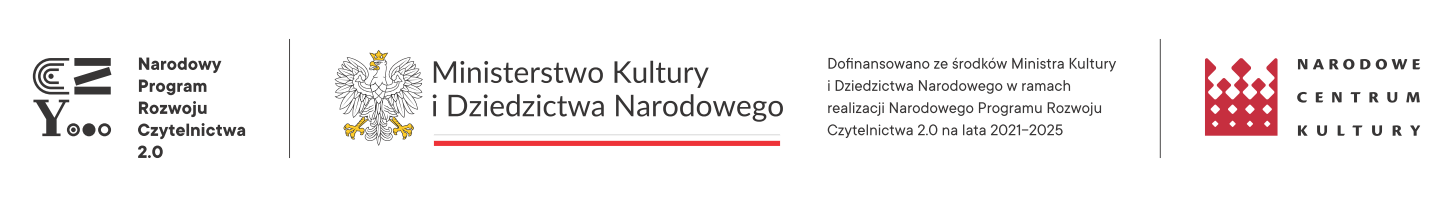 CZ
Y
Narodowy
Program
Rozwoju
Czytelnictwa
2.0
Ministerstwo Kultury
i Dziedzictwa Narodowego
Dofinansowano ze środków Ministra Kultury
i Dziedzictwa Narodowego w ramach
realizacji Narodowego Programu Rozwoju
Czytelnictwa 2.0 na lata 2021–2025
NARODOWE
CENTRUM
KULTURY